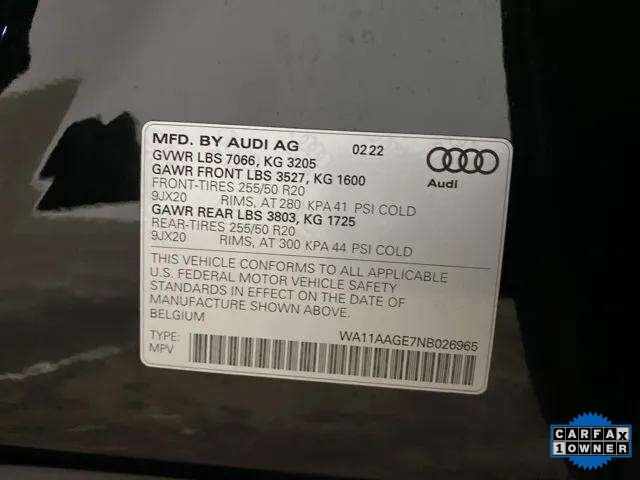 MFD. BY AUDI AG 0222
GVWR LBS 7066, KG 3205
GAWR FRONT LBS 3527, KG 1600
FRONT-TIRES 255/50 R20
9JX20 RIMS, AT 280 KPA 41 PSI COLD
GAWR REAR LBS 3803, KG 1725
REAR-TIRES 255/50 R20
9JX20 RIMS, AT 300 KPA 44 PSI COLD
Audi
THIS VEHICLE CONFORMS TO ALL APPLICABLE
U.S. FEDERAL MOTOR VEHICLE SAFETY
STANDARDS IN EFFECT ON THE DATE OF
MANUFACTURE SHOWN ABOVE.
BELGIUM
WA11AAGE7NB026965
TYPE:
MPV
CARFAX
1 OWNER